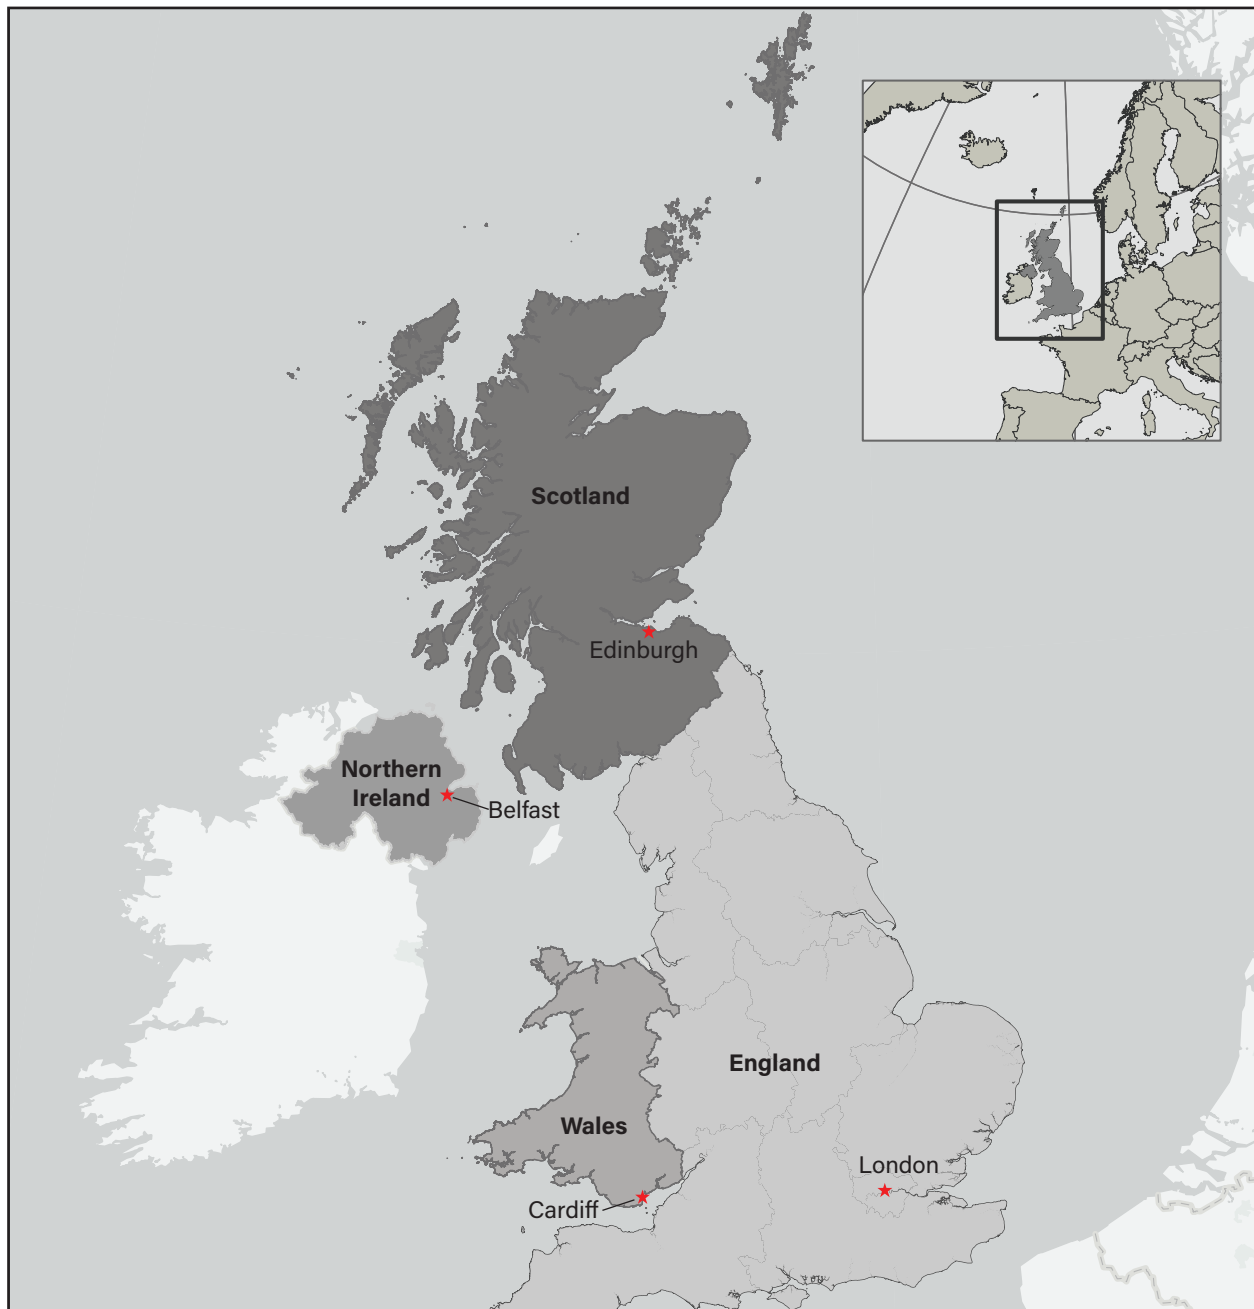 Scotland
Edinburgh
Northern
Ireland
Belfast
England
Wales
London
Cardiff